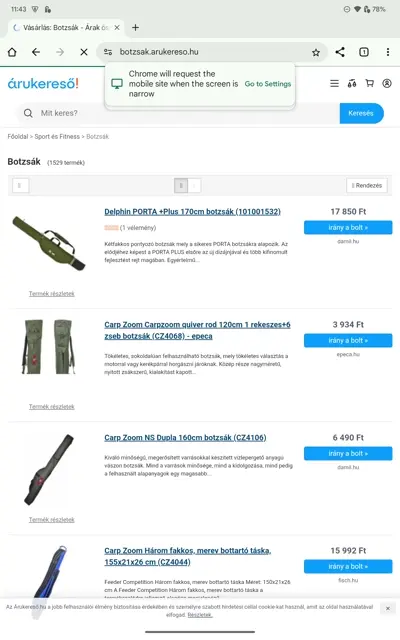 11:43
78%
Vásárlás: Botzsák - Árak ös
botzsak.arukereso.hu
1
Chrome will request the
mobile site when the screen is
narrow
Go to Settings
árukereső!
Mit keres?
Keresés
Főoldal > Sport és Fitness > Botzsák
Botzsák (1529 termék)
Rendezés
Delphin PORTA +Plus 170cm botzsák (101001532)
(1 vélemény)
Kétfakkos pontyozó botzsák mely a sikeres PORTA botzsákra alapozik. Az
elődjéhez képest a PORTA PLUS elsőre az új dizájnjával és több kifinomult
fejlesztést rejt magában. Egyértelmű...
17 850 Ft
irány a bolt »
damil.hu
Termék részletek
Carp Zoom Carpzoom quiver rod 120cm 1 rekeszes+6
zseb botzsák (CZ4068) - epeca
Tökéletes, sokoldalúan felhasználható botzsák, mely tökéletes választás a
motorral vagy kerékpárral horgászni járóknak. Közép része nagyméretű,
nyitott zsákszerű, kialakítást kapott...
3 934 Ft
irány a bolt »
epeca.hu
Termék részletek
Carp Zoom NS Dupla 160cm botzsák (CZ4106)
Kiváló minőségű, megerősített varrásokkal készített vízlepergető anyagú
vászon botzsák. Mind a varrások minősége, mind a kidolgozása, mind pedig
a felhasznált alapanyagok egy magasabb...
6 490 Ft
irány a bolt »
damil.hu
Termék részletek
Carp Zoom Három fakkos, merev bottartó táska,
155x21x26 cm (CZ4044)
Feeder Competition Három fakkos, merev bottartó táska Méret: 150x21x26
cm A Feeder Competition Három fakkos, merev bottartó táska a
15 992 Ft
irány a bolt »
fisch.hu
Az Árukereső.hu a jobb felhasználói élmény biztosítása érdekében és személyre szabott hirdetési céllal cookie-kat használ, amit az oldal használatával
elfogad. Részletek.